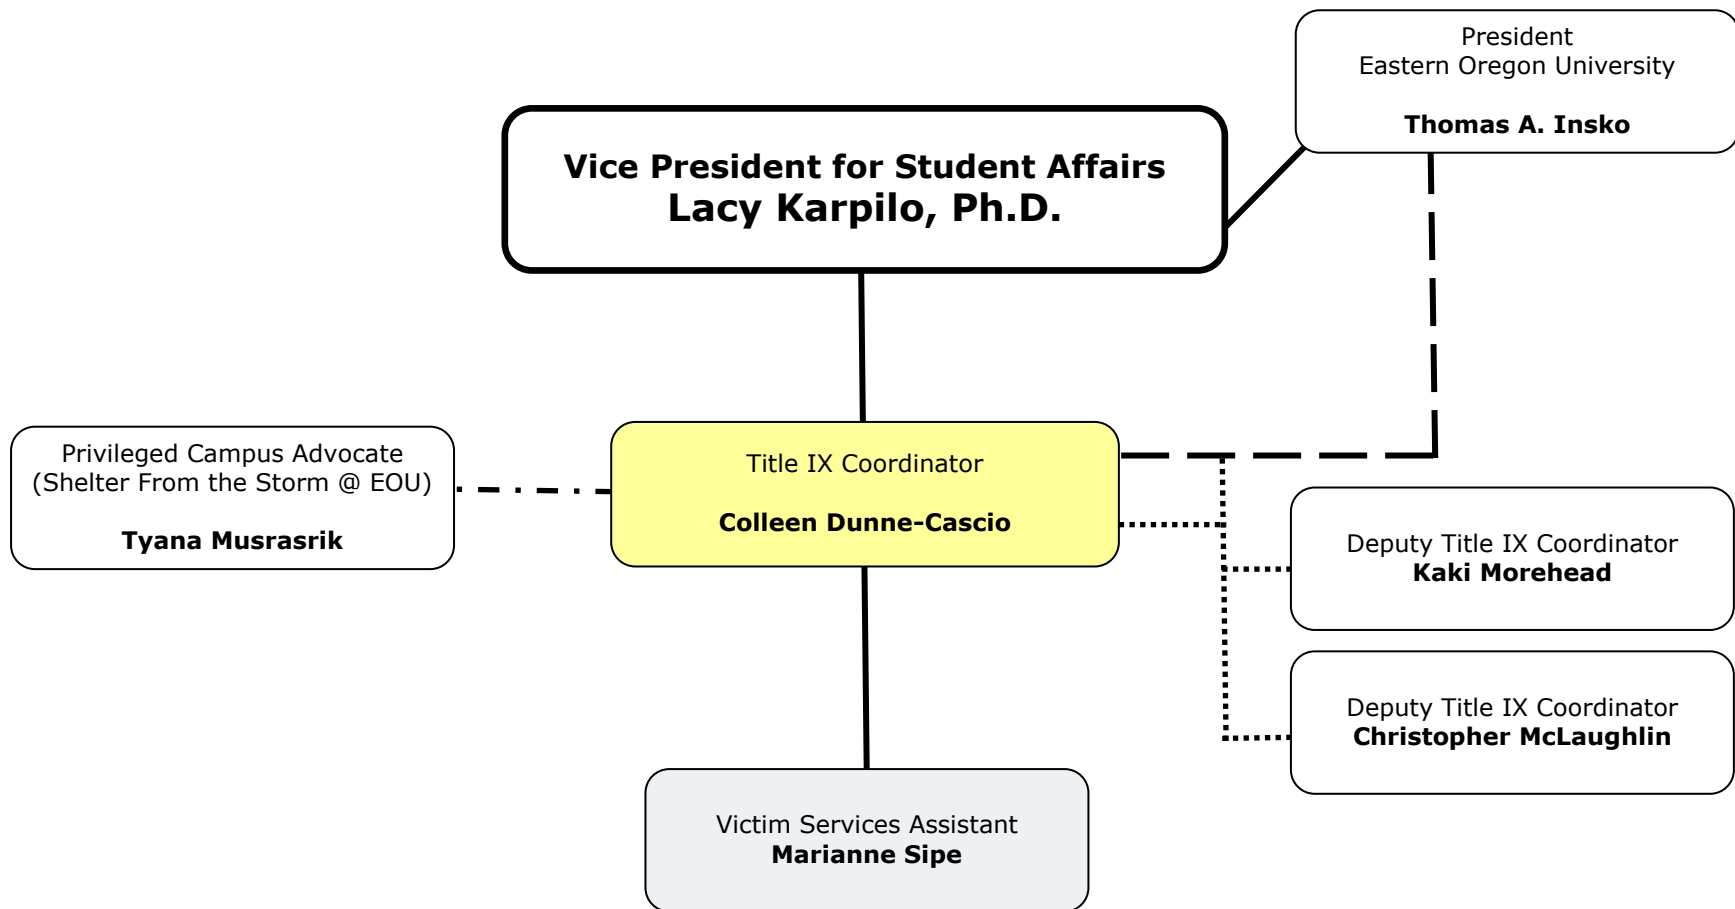 President
Eastern Oregon University
Thomas A. Insko
Vice President for Student Affairs
Lacy Karpilo, Ph.D.
Privileged Campus Advocate
(Shelter From the Storm @ EOU)
Tyana Musrasrik
Title IX Coordinator
Colleen Dunne-Cascio
Deputy Title IX Coordinator
Kaki Morehead
Deputy Title IX Coordinator
Christopher McLaughlin
Victim Services Assistant
Marianne Sipe